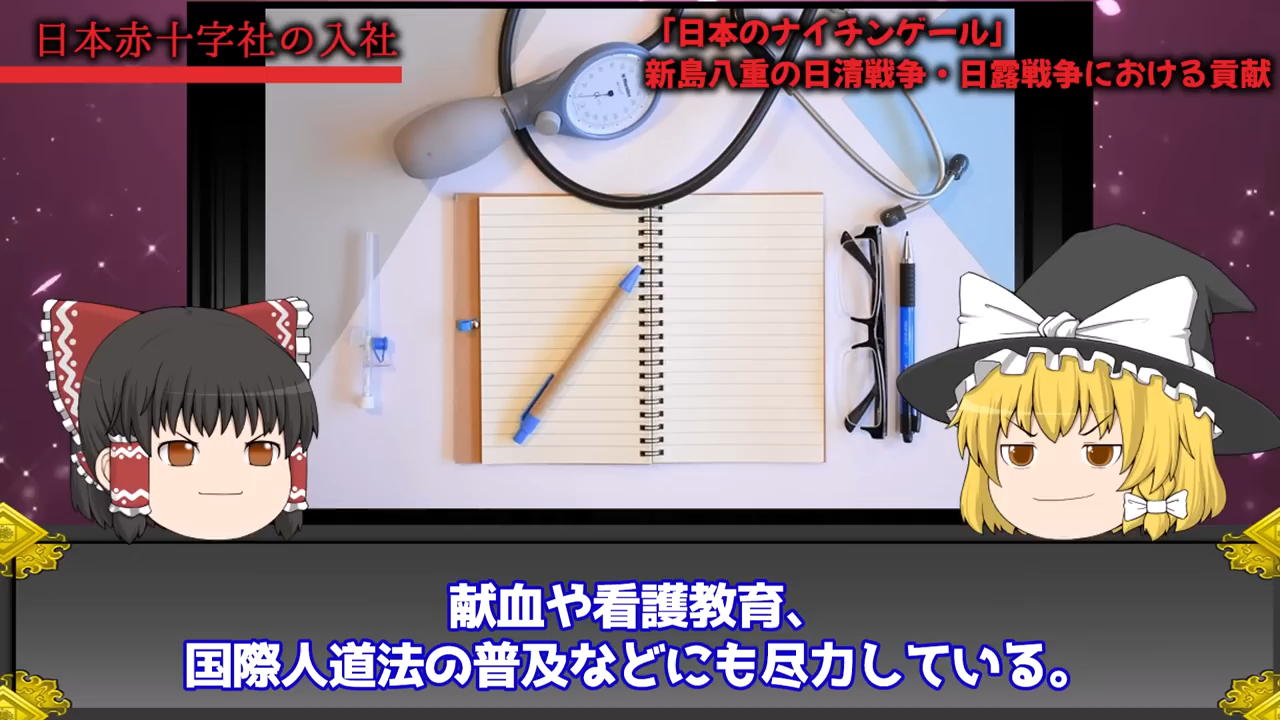 日本赤十字社の入社
「日本のナイチンゲール」
新島八重の日清戦争・日露戦争における貢献
献血や看護教育、
国際人道法の普及などにも尽力している。